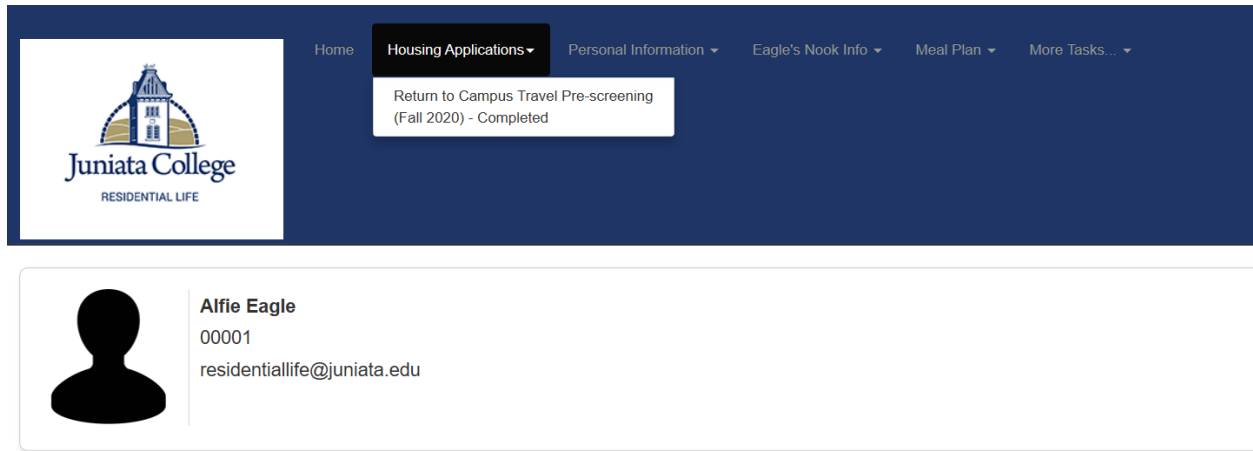 Home Housing Applications Personal Information Eagle's Nook Info Meal Plan More Tasks...
Return to Campus Travel Pre-screening
(Fall 2020) - Completed
Juniata College
RESIDENTIAL LIFE
Alfie Eagle
00001
residentiallife@juniata.edu